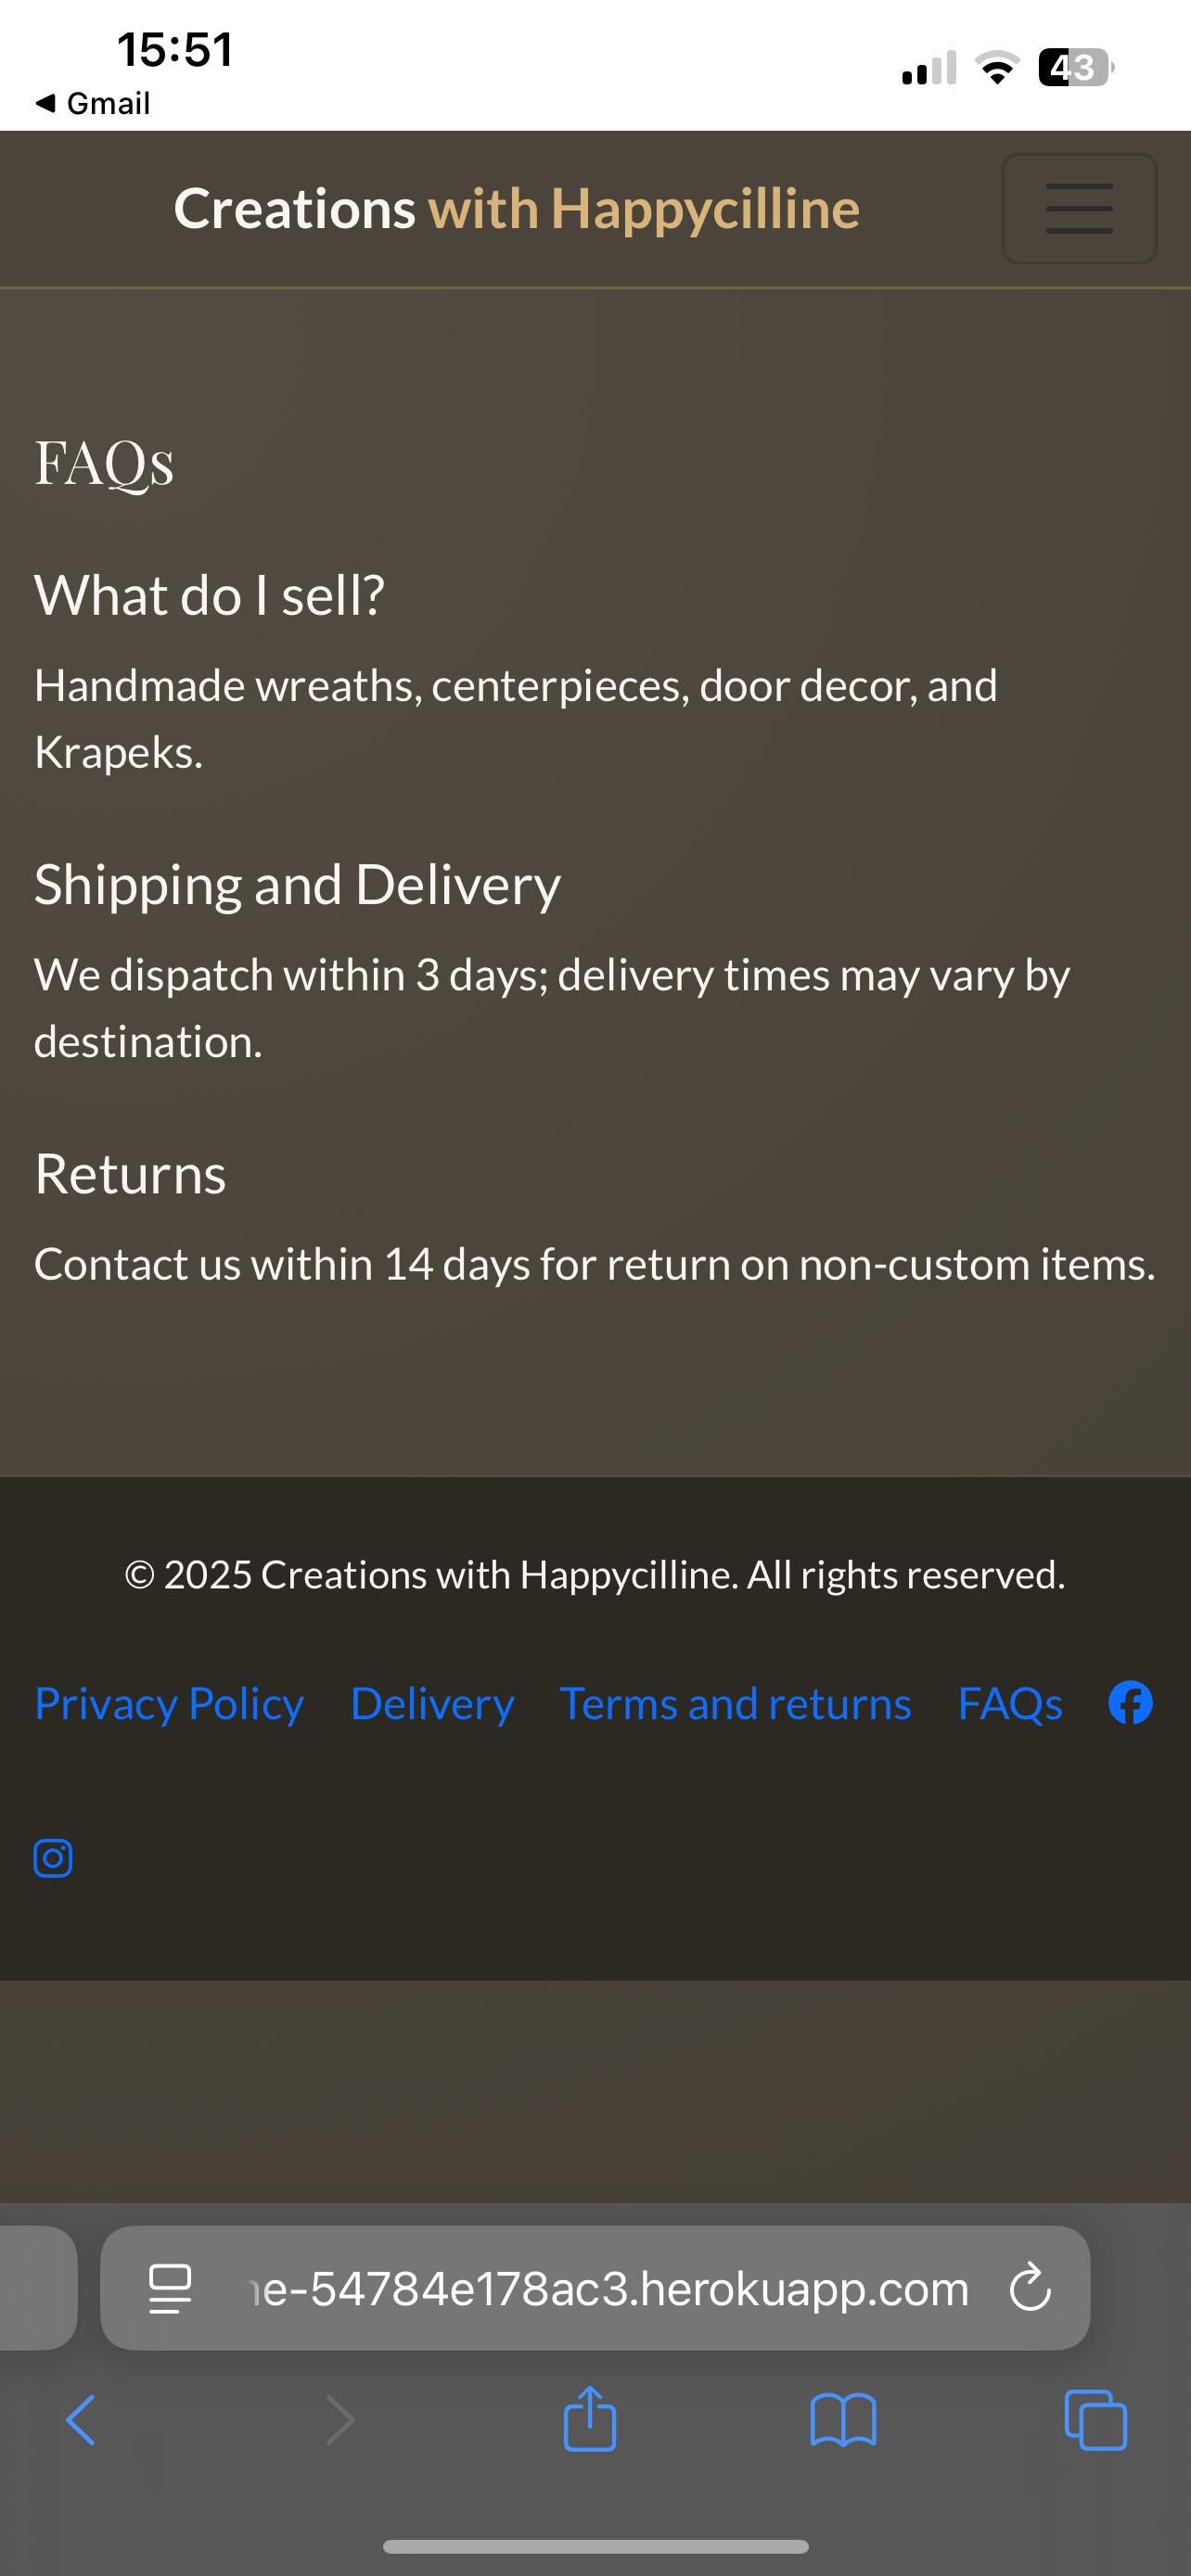 15:51
43
Gmail
Creations with Happycilline
FAQs
What do I sell?
Handmade wreaths, centerpieces, door decor, and
Krapeks.
Shipping and Delivery
We dispatch within 3 days; delivery times may vary by
destination.
Returns
Contact us within 14 days for return on non-custom items.
© 2025 Creations with Happycilline. All rights reserved.
Privacy Policy Delivery Terms and returns FAQs
e-54784e178ac3.herokuapp.com